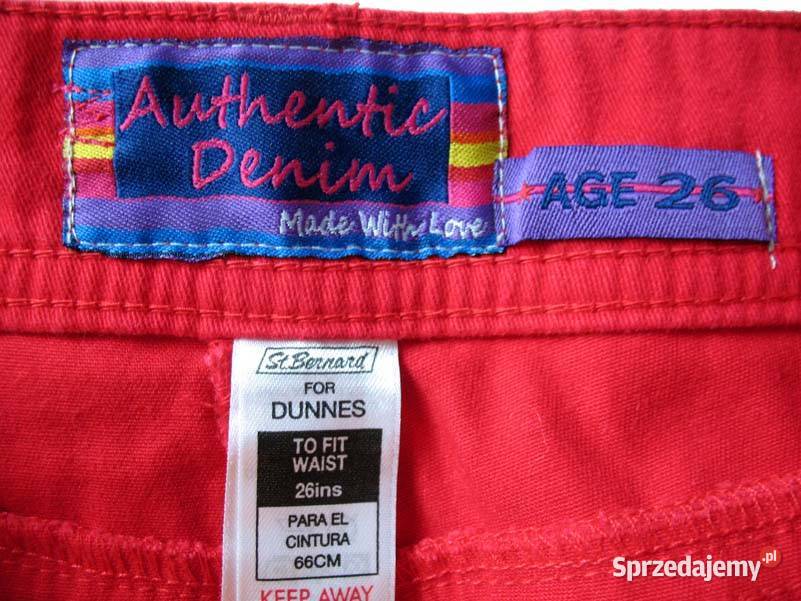 Authentic
Denim
Made With Love
AGE 26
St.Bernard
FOR
DUNNES
TO FIT
WAIST
26ins
PARA EL
CINTURA
66CM
KEEP AWAY
Sprzedajemy.pl